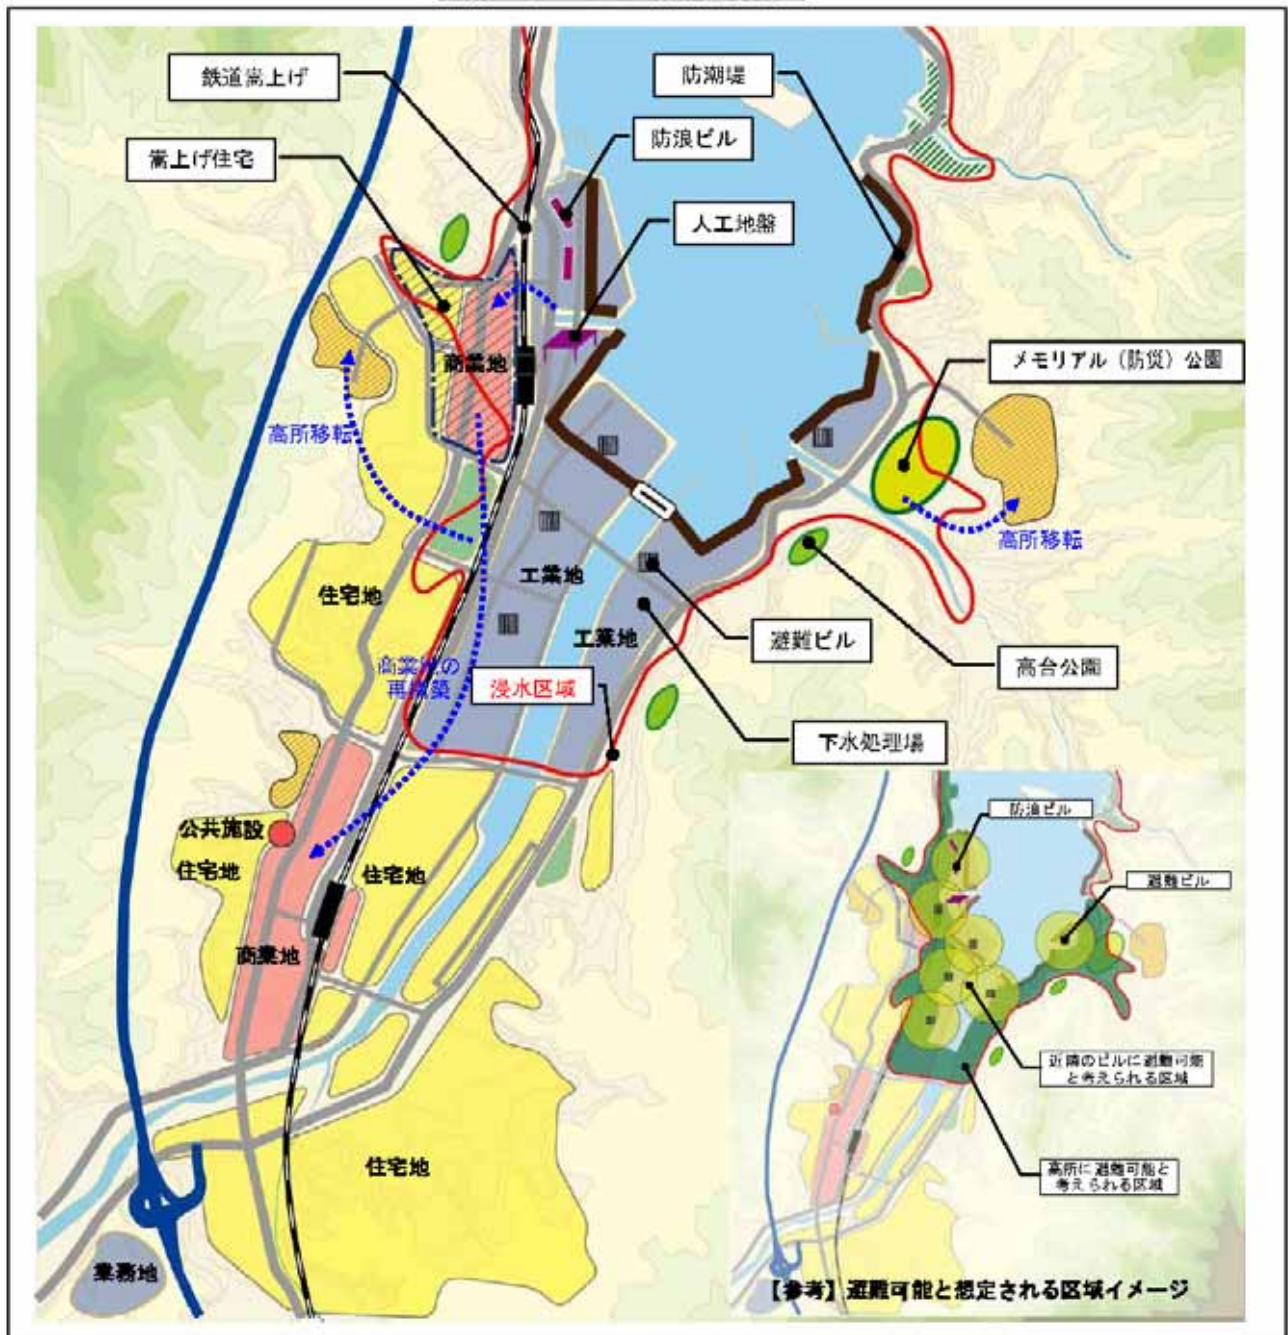 鉄道嵩上げ
防潮堤
嵩上げ住宅
防浪ビル
人工地盤
商業地
メモリアル（防災）公園
高所移転
高所移転
住宅地
工業地
工業地
避難ビル
高台公園
商業地の
再構築
浸水区域
下水処理場
公共施設
住宅地
住宅地
商業地
住宅地
業務地
防浪ビル
避難ビル
近隣のビルに避難可能
と考えられる区域
高所に避難可能と
考えられる区域
【参考】避難可能と想定される区域イメージ